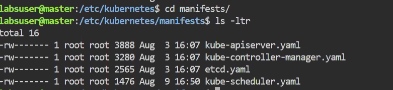 labsuser@master:/etc/kubernetes$ cd manifests/
labsuser@master:/etc/kubernetes/manifests$ ls -ltr
total 16
-rw------- 1 root root 3888 Aug  3 16:07 kube-apiserver.yaml
-rw------- 1 root root 3280 Aug  3 16:07 kube-controller-manager.yaml
-rw------- 1 root root 2565 Aug  3 16:07 etcd.yaml
-rw------- 1 root root 1476 Aug  9 16:50 kube-scheduler.yaml